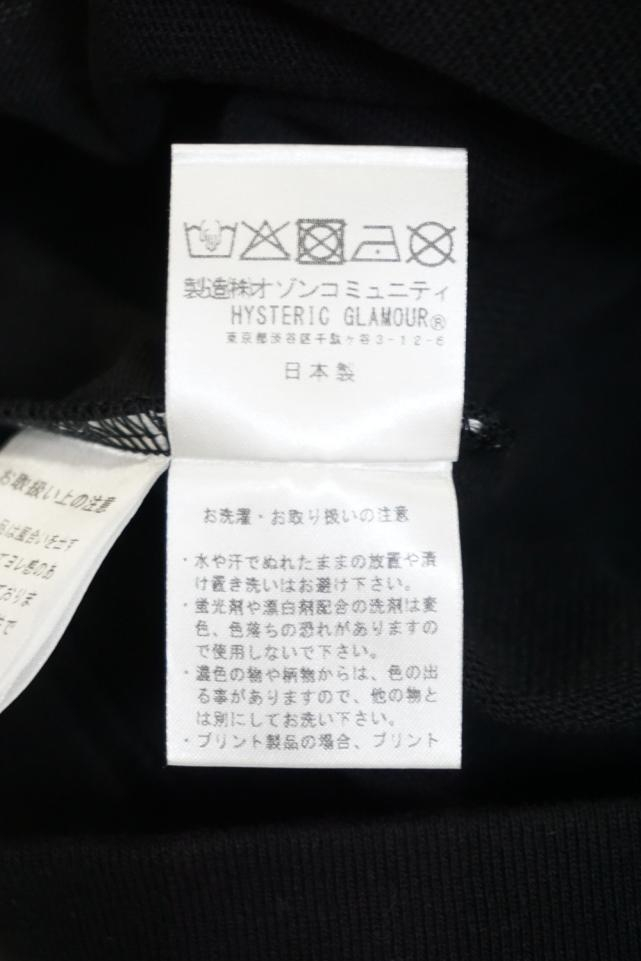 製造㈱オゾンコミュニティ
HYSTERIC GLAMOUR®
東京都渋谷区千駄ヶ谷3-12-6
日本製
お取扱い上の注意
お洗濯・お取り扱いの注意
・水や汗でぬれたままの放置や漬
け置き洗いはお避け下さい。
・蛍光剤や漂白剤配合の洗剤は変
色、色落ちの恐れがありますの
で使用しないで下さい。
・濃色の物や柄物からは、色の出
る事がありますので、他の物と
は別にしてお洗い下さい。
・プリント製品の場合、プリント